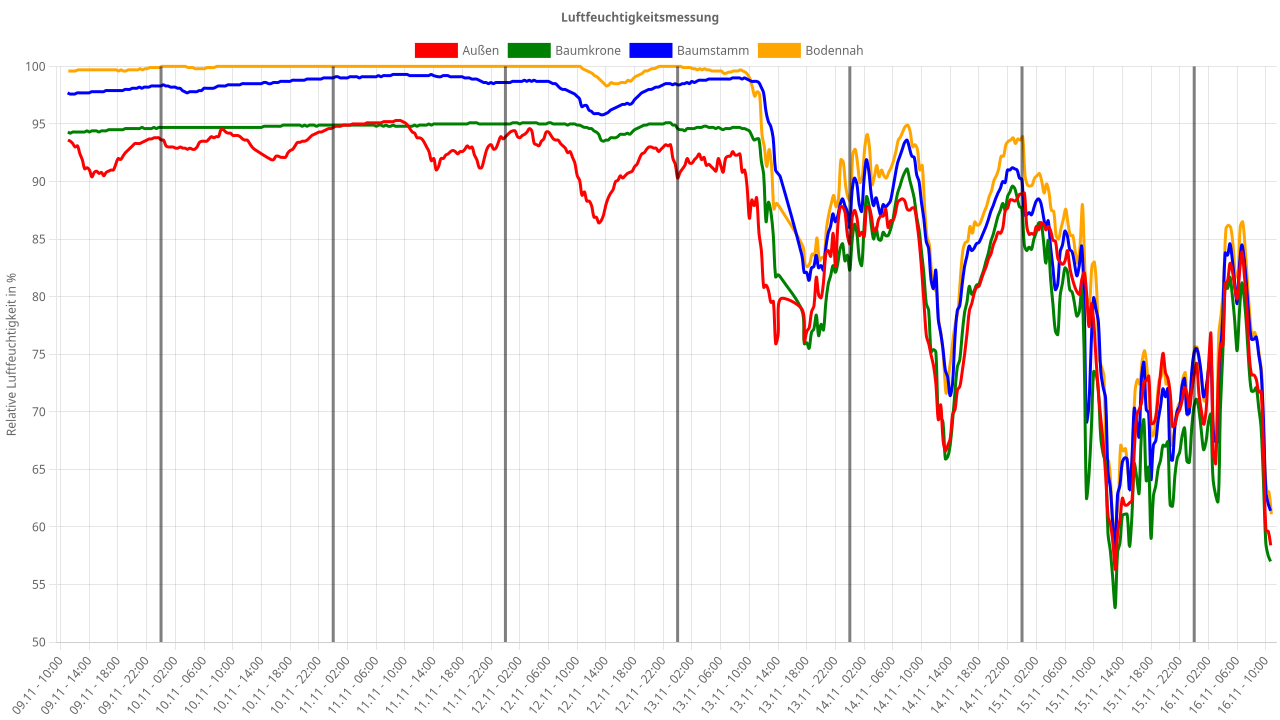 Luftfeuchtigkeitsmessung
Außen
Baumkrone
Baumstamm
Bodennah
Relative Luftfeuchtigkeit in %
100
95
90
85
80
75
70
65
60
55
50
09.11 - 10:00
09.11 - 14:00
09.11 - 18:00
09.11 - 22:00
10.11 - 02:00
10.11 - 06:00
10.11 - 10:00
10.11 - 14:00
10.11 - 18:00
10.11 - 22:00
11.11 - 02:00
11.11 - 06:00
11.11 - 10:00
11.11 - 14:00
11.11 - 18:00
11.11 - 22:00
12.11 - 02:00
12.11 - 06:00
12.11 - 10:00
12.11 - 14:00
12.11 - 18:00
12.11 - 22:00
13.11 - 02:00
13.11 - 06:00
13.11 - 10:00
13.11 - 14:00
13.11 - 18:00
13.11 - 22:00
14.11 - 02:00
14.11 - 06:00
14.11 - 10:00
14.11 - 14:00
14.11 - 18:00
14.11 - 22:00
15.11 - 02:00
15.11 - 06:00
15.11 - 10:00
15.11 - 14:00
15.11 - 18:00
15.11 - 22:00
16.11 - 02:00
16.11 - 06:00
16.11 - 10:00